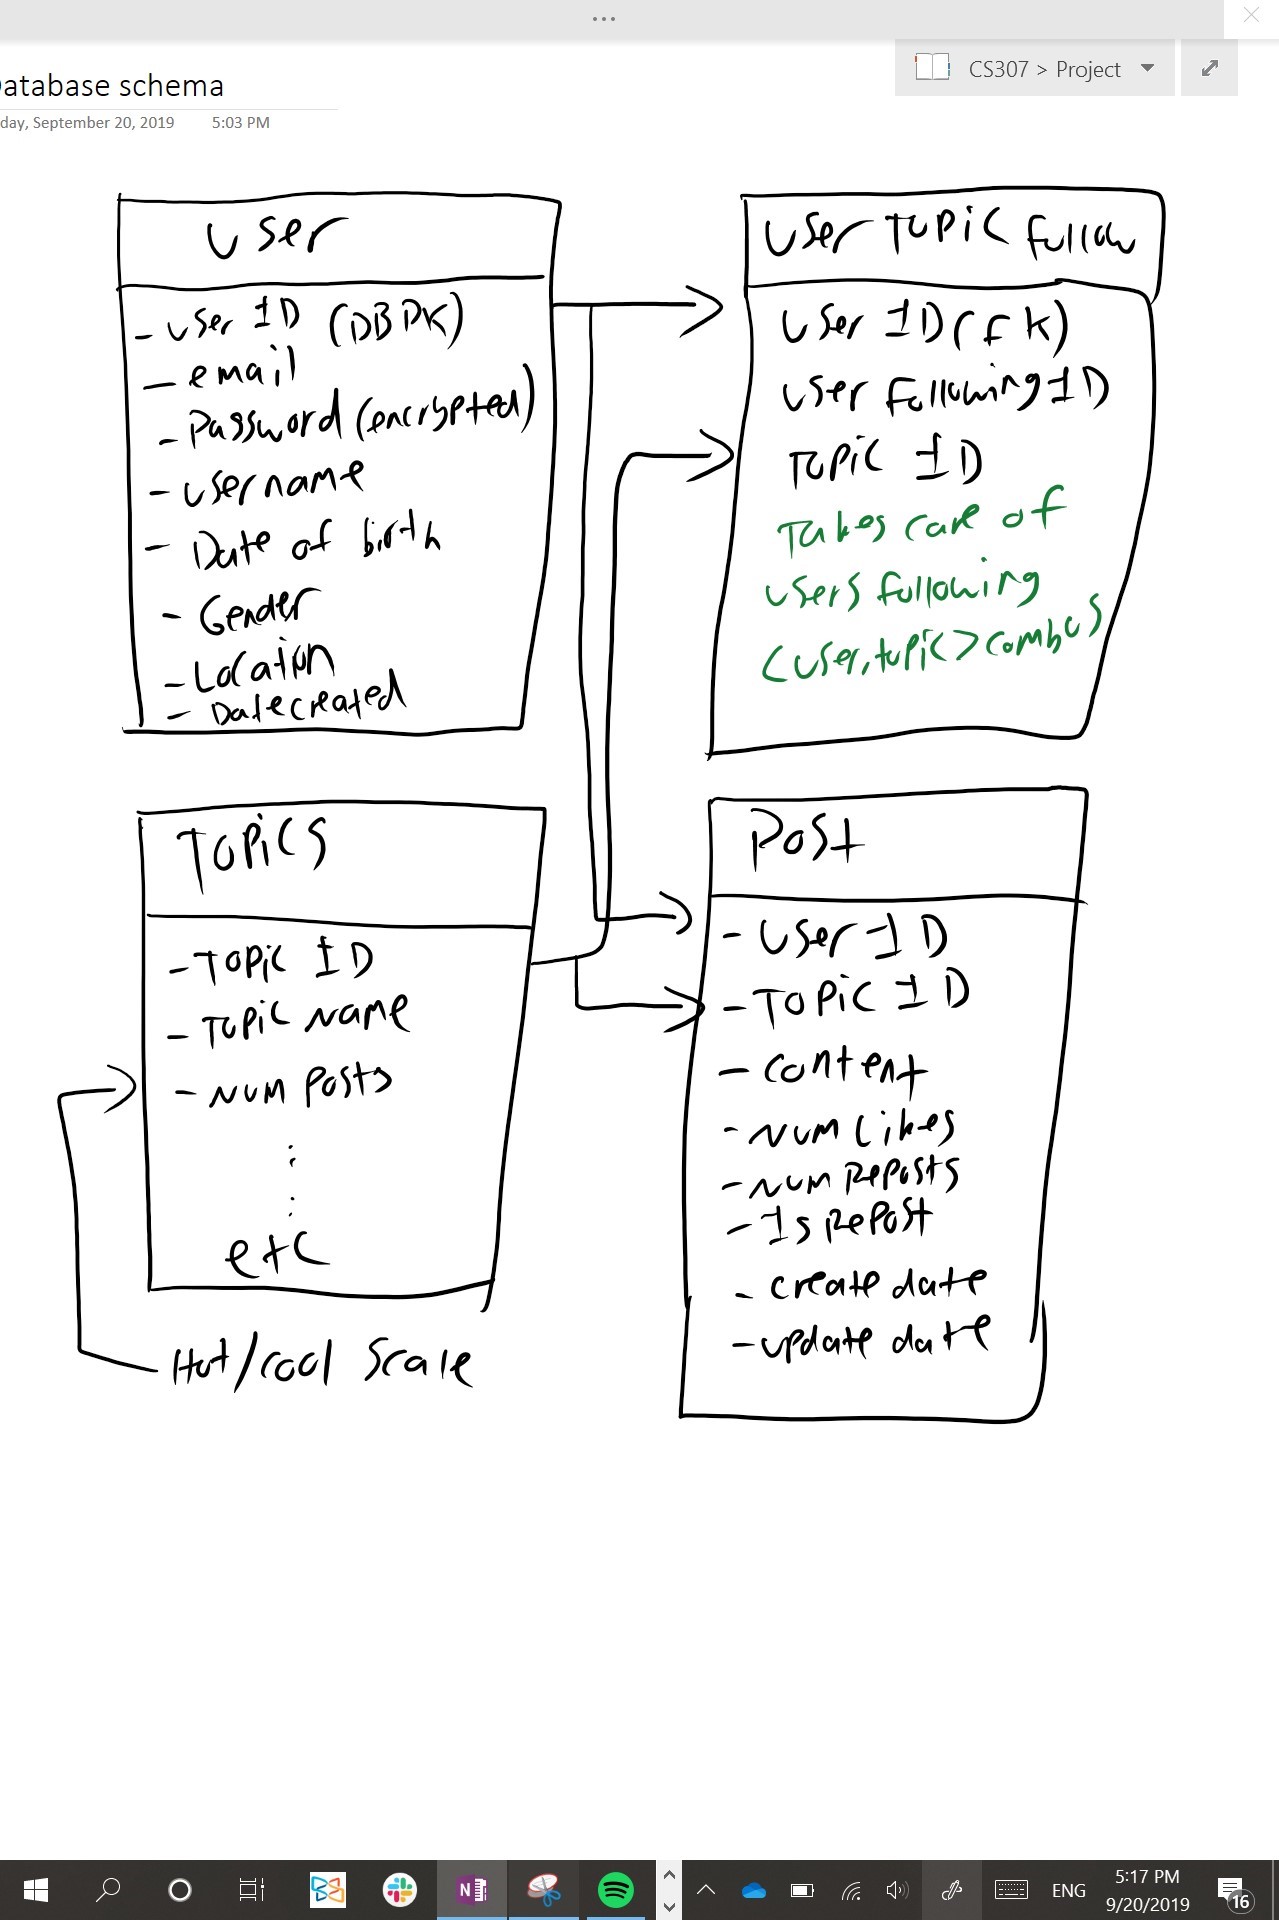 atabase schema
day, September 20, 2019 5:03 PM
CS307 > Project
User
- User ID (DB PK)
- email
- Password (encrypted)
- username
- Date of birth
- Gender
- Location
- Date created
User Topic Follow
User ID (FK)
User Following ID
Topic ID
Takes care of
users following
<user, topic> combos
Topics
- Topic ID
- Topic Name
- Num Posts
etc
Hot/cool Scale
Post
- User ID
- Topic ID
- content
- Num Likes
- Num Reposts
- Is Repost
- create date
- update date
N
ENG
5:17 PM
9/20/2019
16